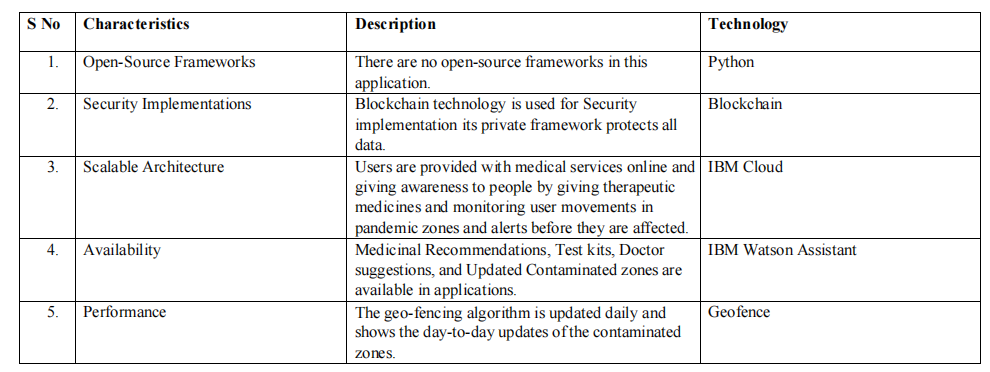 S No Characteristics Description Technology
1. Open-Source Frameworks There are no open-source frameworks in this Python
application.
2. Security Implementations Blockchain technology is used for Security Blockchain
implementation its private framework protects all
data.
3. Scalable Architecture Users are provided with medical services online and IBM Cloud
giving awareness to people by giving therapeutic
medicines and monitoring user movements in
pandemic zones and alerts before they are affected.
4. Availability Medicinal Recommendations, Test kits, Doctor IBM Watson Assistant
suggestions, and Updated Contaminated zones are
available in applications.
5. Performance The geo-fencing algorithm is updated daily and Geofence
shows the day-to-day updates of the contaminated
zones.